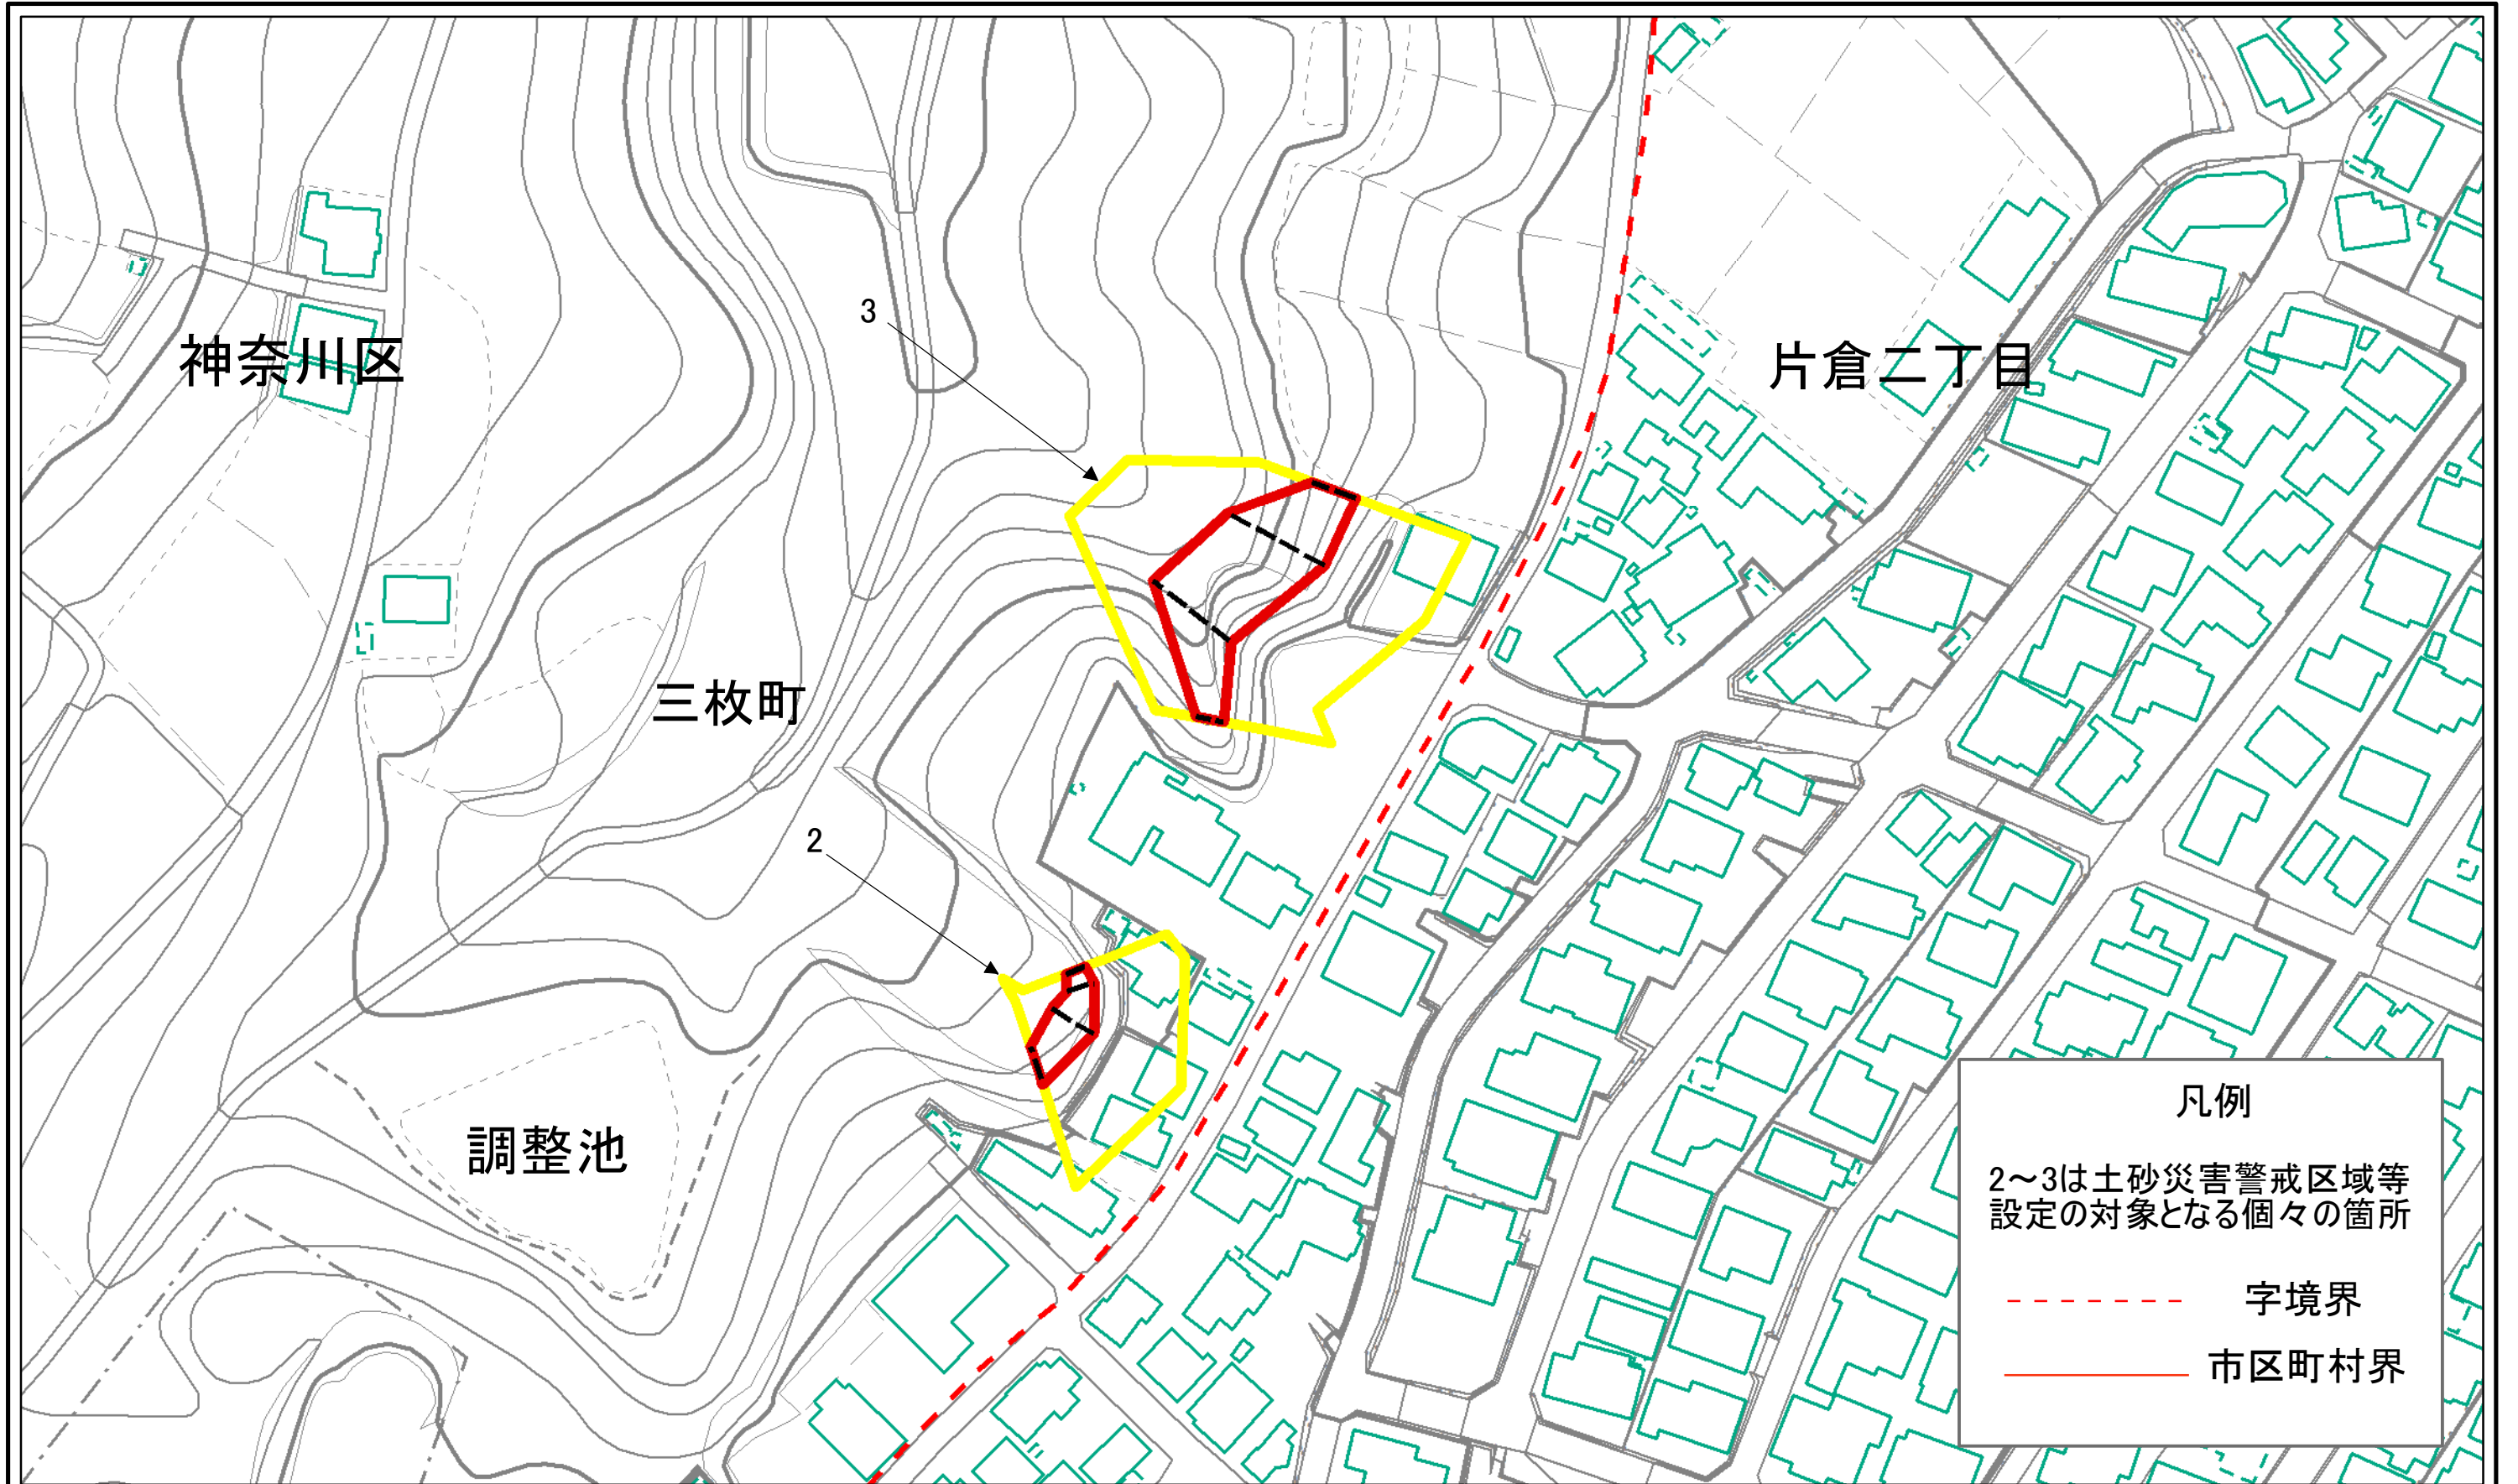 3
神奈川区
片倉二丁目
三枚町
2
調整池
凡例
2～3は土砂災害警戒区域等
設定の対象となる個々の箇所
字境界
市区町村界